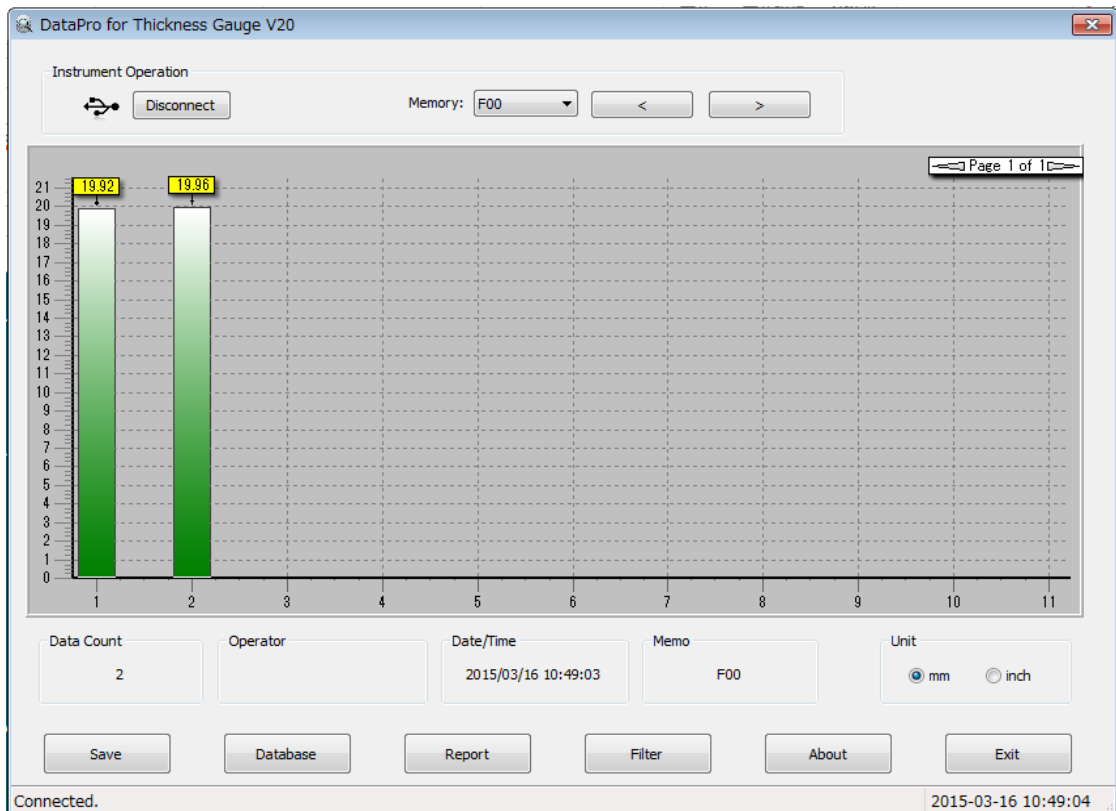 DataPro for Thickness Gauge V20
Instrument Operation
Disconnect
Memory: F00 < >
Page 1 of 1
19.92 19.96
21
20
19
18
17
16
15
14
13
12
11
10
9
8
7
6
5
4
3
2
1
0
1 2 3 4 5 6 7 8 9 10 11
Data Count Operator Date/Time Memo Unit
2 2015/03/16 10:49:03 F00 mm inch
Save Database Report Filter About Exit
Connected. 2015-03-16 10:49:04